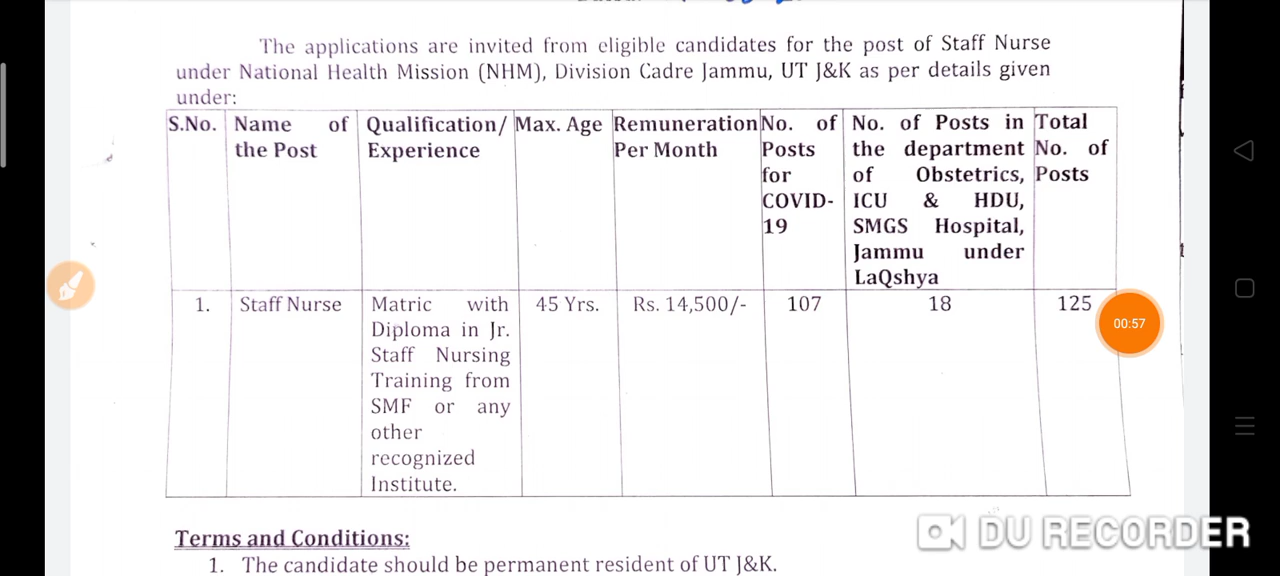 The applications are invited from eligible candidates for the post of Staff Nurse
under National Health Mission (NHM), Division Cadre Jammu, UT J&K as per details given
under:
S.No.
Name of
the Post
Qualification/
Experience
Max. Age
Remuneration
Per Month
No. of
Posts
for
COVID-
19
No. of Posts in
the department
of Obstetrics,
ICU & HDU,
SMGS Hospital,
Jammu under
LaQshya
Total
No. of
Posts
1.
Staff Nurse
Matric with
Diploma in Jr.
Staff Nursing
Training from
SMF or any
other
recognized
Institute.
45 Yrs.
Rs. 14,500/-
107
18
125
00:57
DU RECORDER
Terms and Conditions:
1. The candidate should be permanent resident of UT J&K.